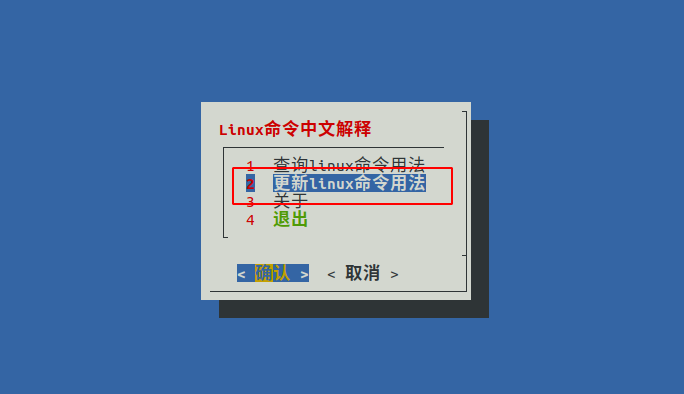 Linux命令中文解释
1 查询linux命令用法
2 更新linux命令用法
3 关于
4 退出
< 确认 > < 取消 >